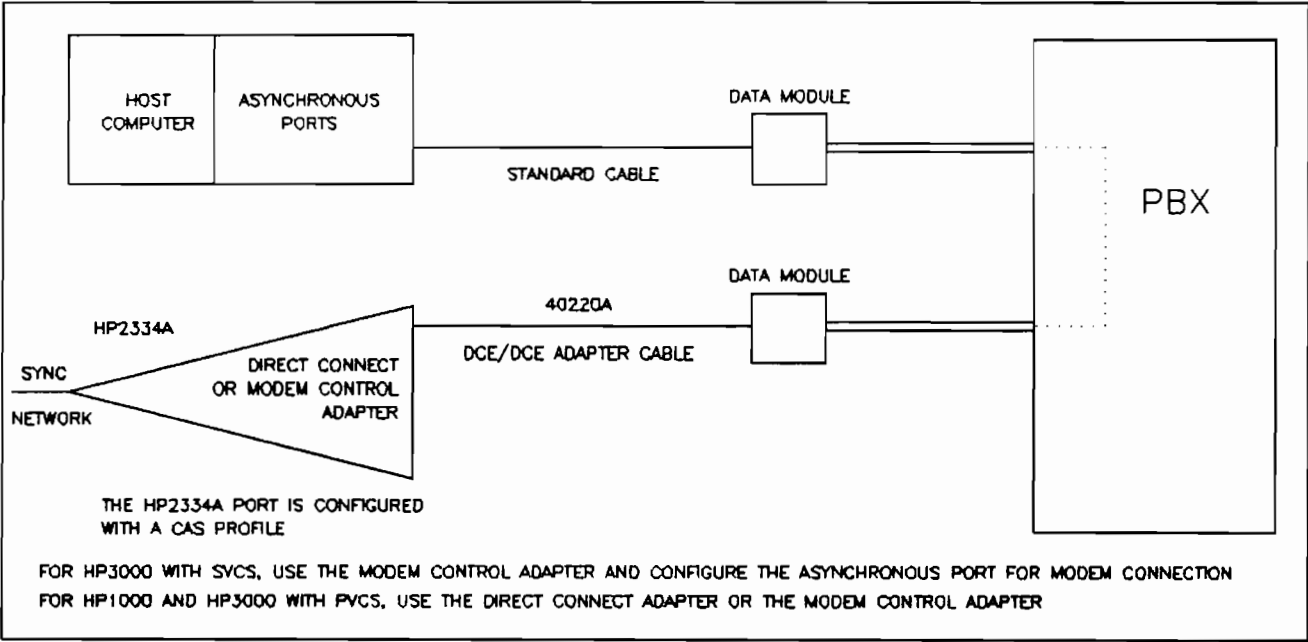 HOST
COMPUTER
ASYNCHRONOUS
PORTS
DATA MODULE
STANDARD CABLE
PBX
DATA MODULE
40220A
DCE/DCE ADAPTER CABLE
HP2334A
SYNC
NETWORK
DIRECT CONNECT
OR MODEM CONTROL
ADAPTER
THE HP2334A PORT IS CONFIGURED
WITH A CAS PROFILE
FOR HP3000 WITH SVCS, USE THE MODEM CONTROL ADAPTER AND CONFIGURE THE ASYNCHRONOUS PORT FOR MODEM CONNECTION
FOR HP1000 AND HP3000 WITH PVCS, USE THE DIRECT CONNECT ADAPTER OR THE MODEM CONTROL ADAPTER